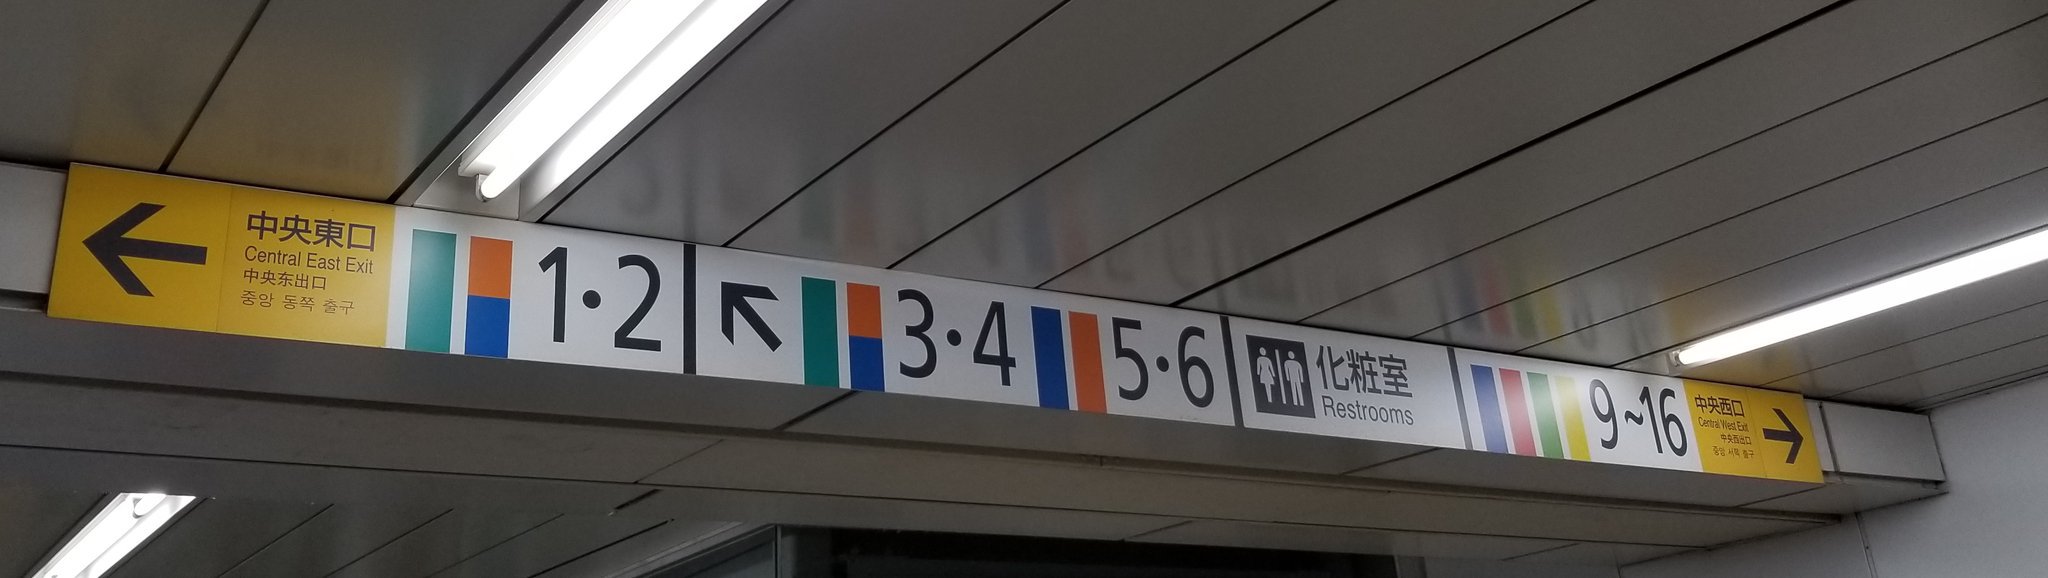 中央東口
Central East Exit
中央东出口
중앙 동쪽 출구
1・2
3・4
5・6
化粧室
Restrooms
9~16
中央西口
Central West Exit
中央西出口
중앙 서쪽 출구